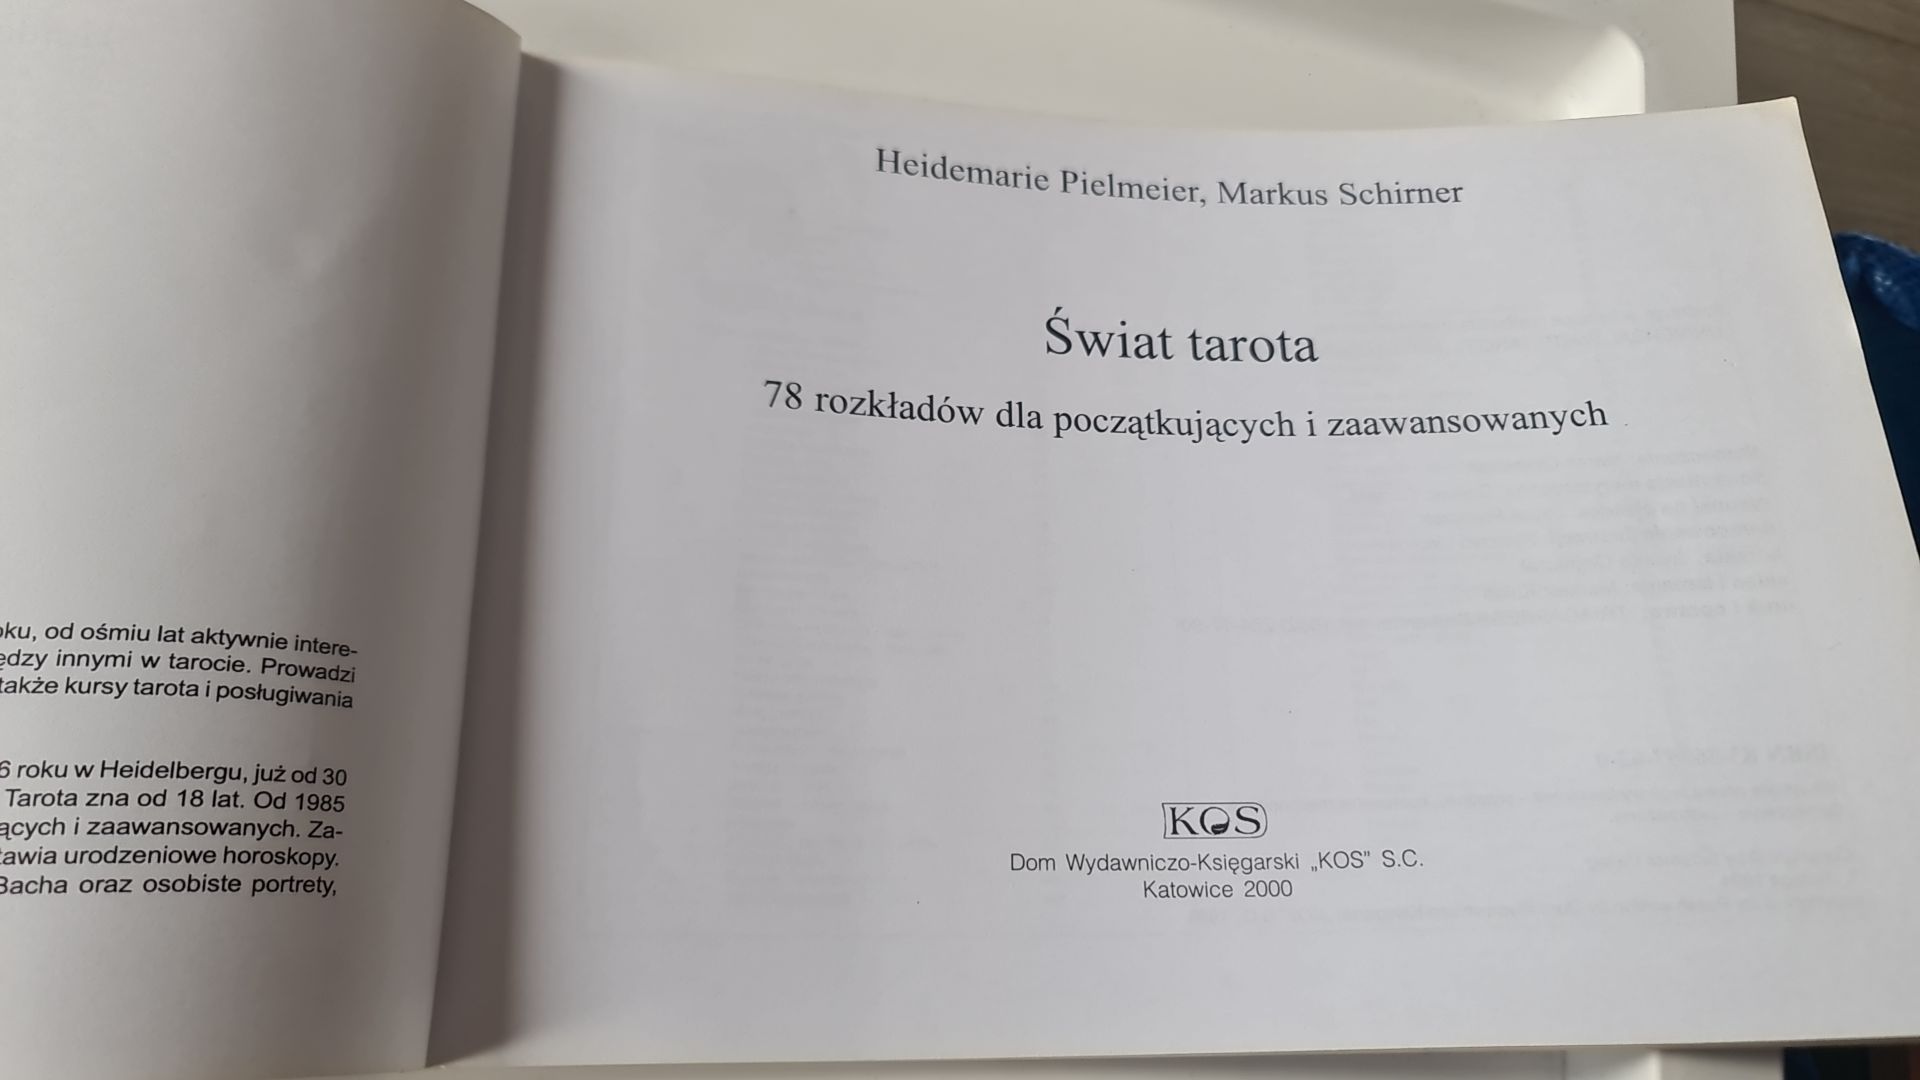 oku, od ośmiu lat aktywnie intere-
ędzy innymi w tarocie. Prowadzi
także kursy tarota i posługiwania
6 roku w Heidelbergu, już od 30
Tarota zna od 18 lat. Od 1985
ących i zaawansowanych. Za-
tawia urodzeniowe horoskopy.
Bacha oraz osobiste portrety,
Heidemarie Pielmeier, Markus Schirner
Świat tarota
78 rozkładów dla początkujących i zaawansowanych
KOS
Dom Wydawniczo-Księgarski „KOS” S.C.
Katowice 2000